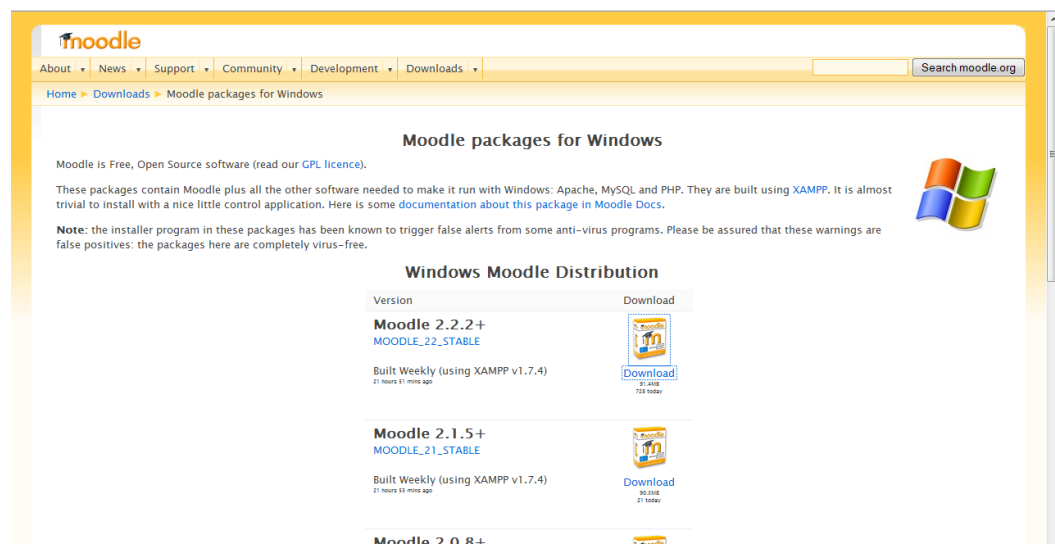 moodle
About News Support Community Development Downloads Search moodle.org
Home ► Downloads ► Moodle packages for Windows
Moodle packages for Windows
Moodle is Free, Open Source software (read our GPL licence).
These packages contain Moodle plus all the other software needed to make it run with Windows: Apache, MySQL and PHP. They are built using XAMPP. It is almost
trivial to install with a nice little control application. Here is some documentation about this package in Moodle Docs.
Note: the installer program in these packages has been known to trigger false alerts from some anti-virus programs. Please be assured that these warnings are
false positives: the packages here are completely virus-free.
Windows Moodle Distribution
Version Download
Moodle 2.2.2+
MOODLE_22_STABLE
Built Weekly (using XAMPP v1.7.4)
21 hours 51 mins ago
moodle
m
Download
91.4MB
728 today
Moodle 2.1.5+
MOODLE_21_STABLE
Built Weekly (using XAMPP v1.7.4)
21 hours 55 mins ago
moodle
m
Download
90.5MB
21 today
Moodle 2.0.8+
moodle